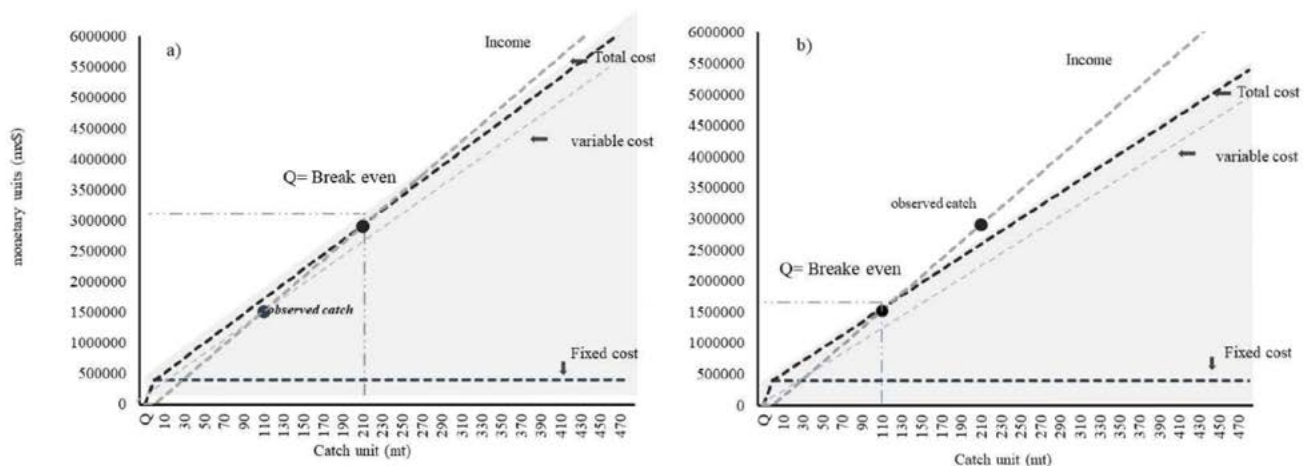 a)
Income
Total cost
variable cost
Q= Break even
observed catch
Fixed cost
monetary units (mx$)
6000000
5500000
5000000
4500000
4000000
3500000
3000000
2500000
2000000
1500000
1000000
500000
0
Q 10 30 50 70 90 110 130 150 170 190 210 230 250 270 290 310 330 350 370 390 410 430 450 470
Catch unit (mt)
b)
Income
Total cost
variable cost
observed catch
Q= Breake even
Fixed cost
6000000
5500000
5000000
4500000
4000000
3500000
3000000
2500000
2000000
1500000
1000000
500000
0
Q 10 30 50 70 90 110 130 150 170 190 210 230 250 270 290 310 330 350 370 390 410 430 450 470
Catch unit (mt)